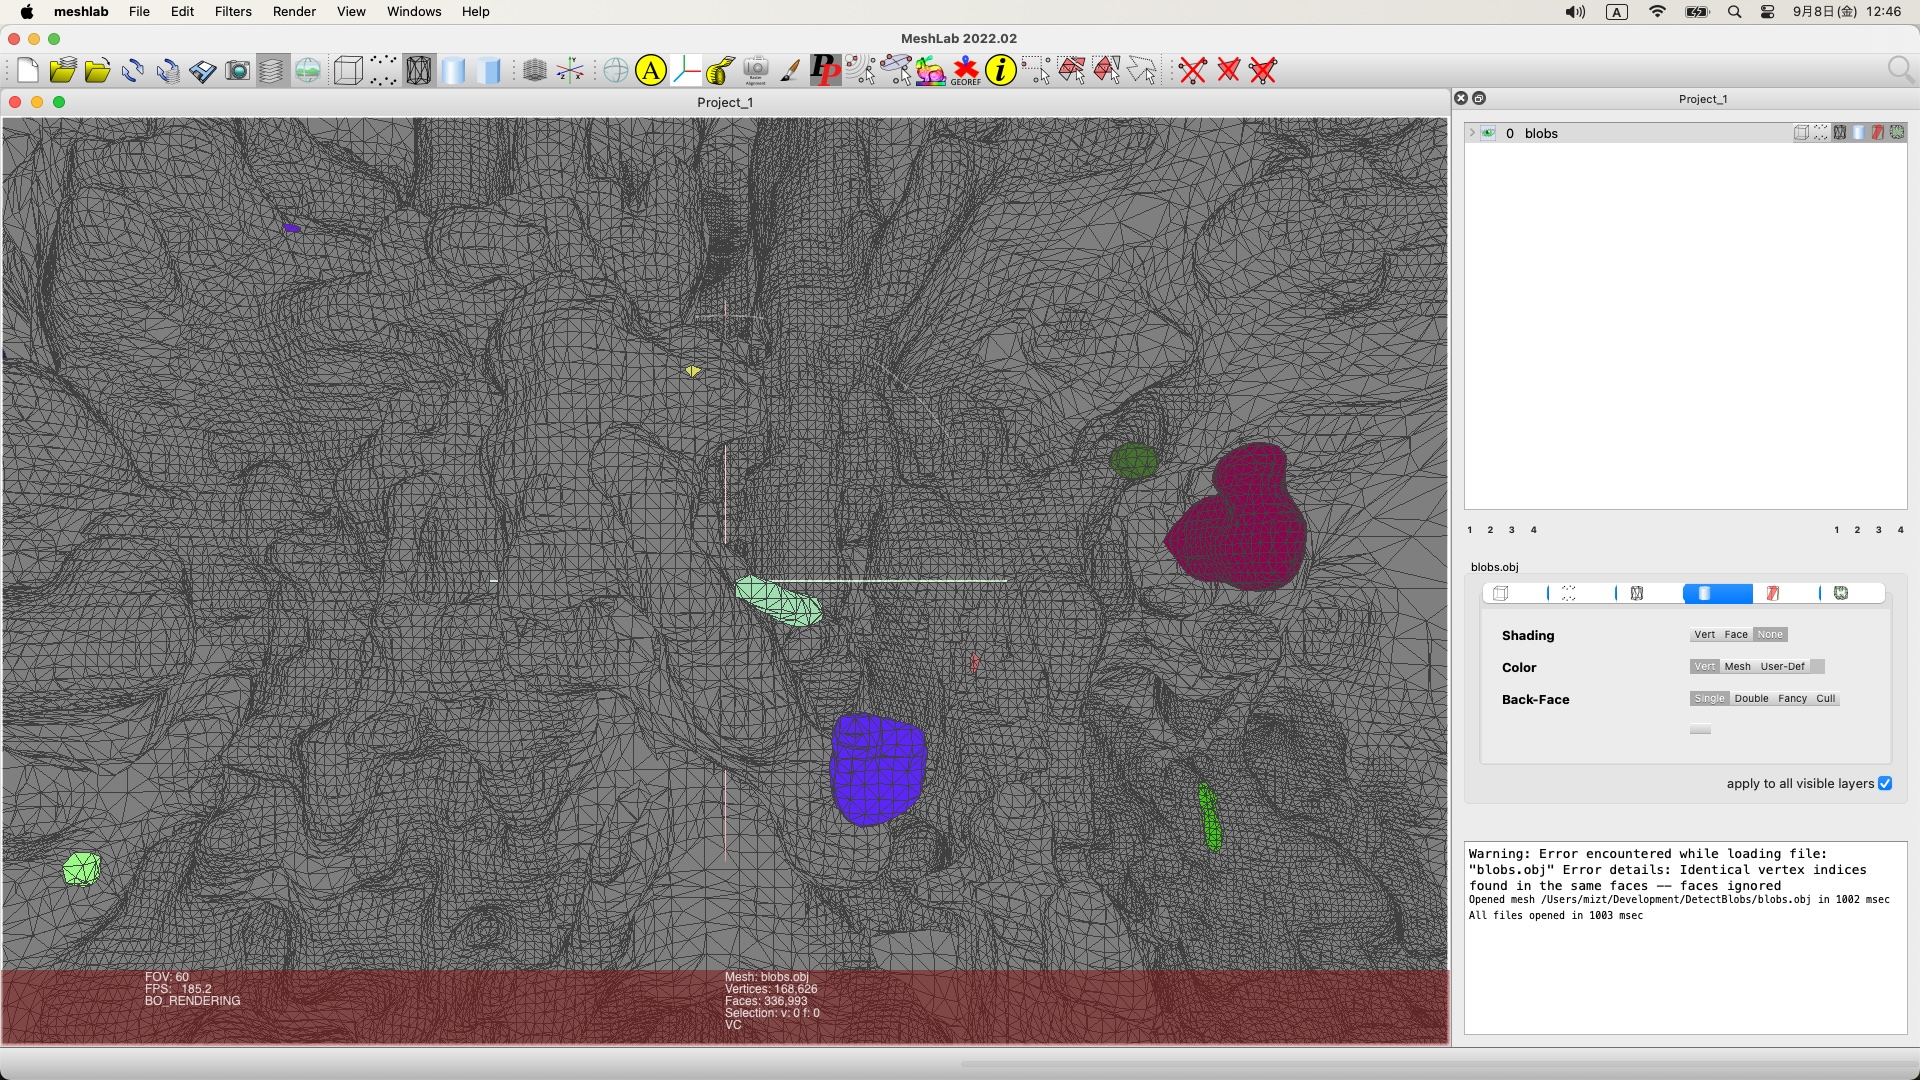 meshlab File Edit Filters Render View Windows Help
A 9月8日(金) 12:46
MeshLab 2022.02
A PP GEOREF i
Project_1
Project_1
0 blobs
1 2 3 4 1 2 3 4
blobs.obj
Shading Vert Face None
Color Vert Mesh User-Def
Back-Face Single Double Fancy Cull
apply to all visible layers
Warning: Error encountered while loading file:
"blobs.obj" Error details: Identical vertex indices
found in the same faces -- faces ignored
Opened mesh /Users/mizt/Development/DetectBlobs/blobs.obj in 1002 msec
All files opened in 1003 msec
FOV: 60
FPS: 185.2
BO_RENDERING
Mesh: blobs.obj
Vertices: 168,626
Faces: 336,993
Selection: v: 0 f: 0
VC